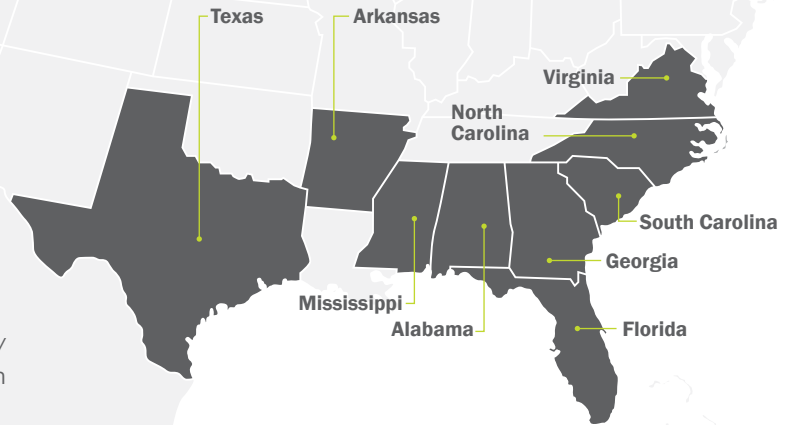 Texas
Arkansas
Virginia
North
Carolina
South Carolina
Georgia
Mississippi
Alabama
Florida